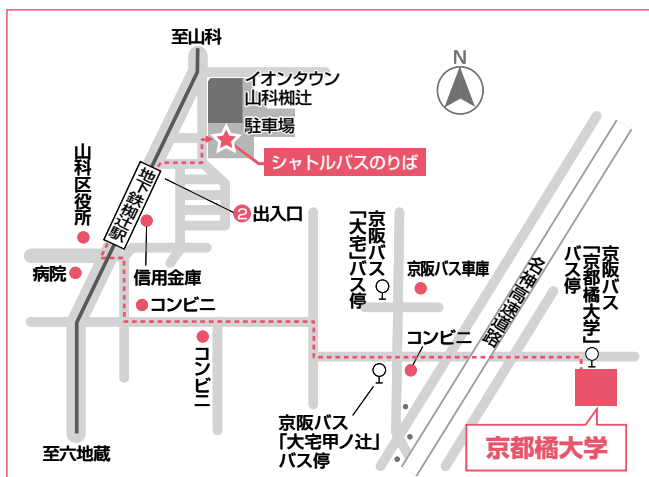 至山科
N
イオンタウン
山科椥辻
駐車場
シャトルバスのりば
山科区役所
地下鉄椥辻駅
❷出入口
病院
信用金庫
コンビニ
コンビニ
京阪バス
「大宅」バス停
京阪バス車庫
名神高速道路
京阪バス
「京都橘大学」
バス停
コンビニ
京阪バス
「大宅甲ノ辻」
バス停
至六地蔵
京都橘大学